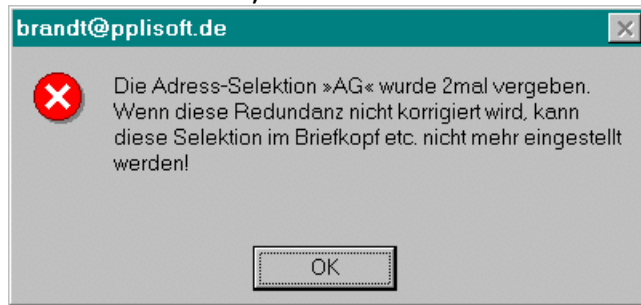 brandt@pplisoft.de
Die Adress-Selektion »AG« wurde 2mal vergeben.
Wenn diese Redundanz nicht korrigiert wird, kann
diese Selektion im Briefkopf etc. nicht mehr eingestellt
werden!
OK